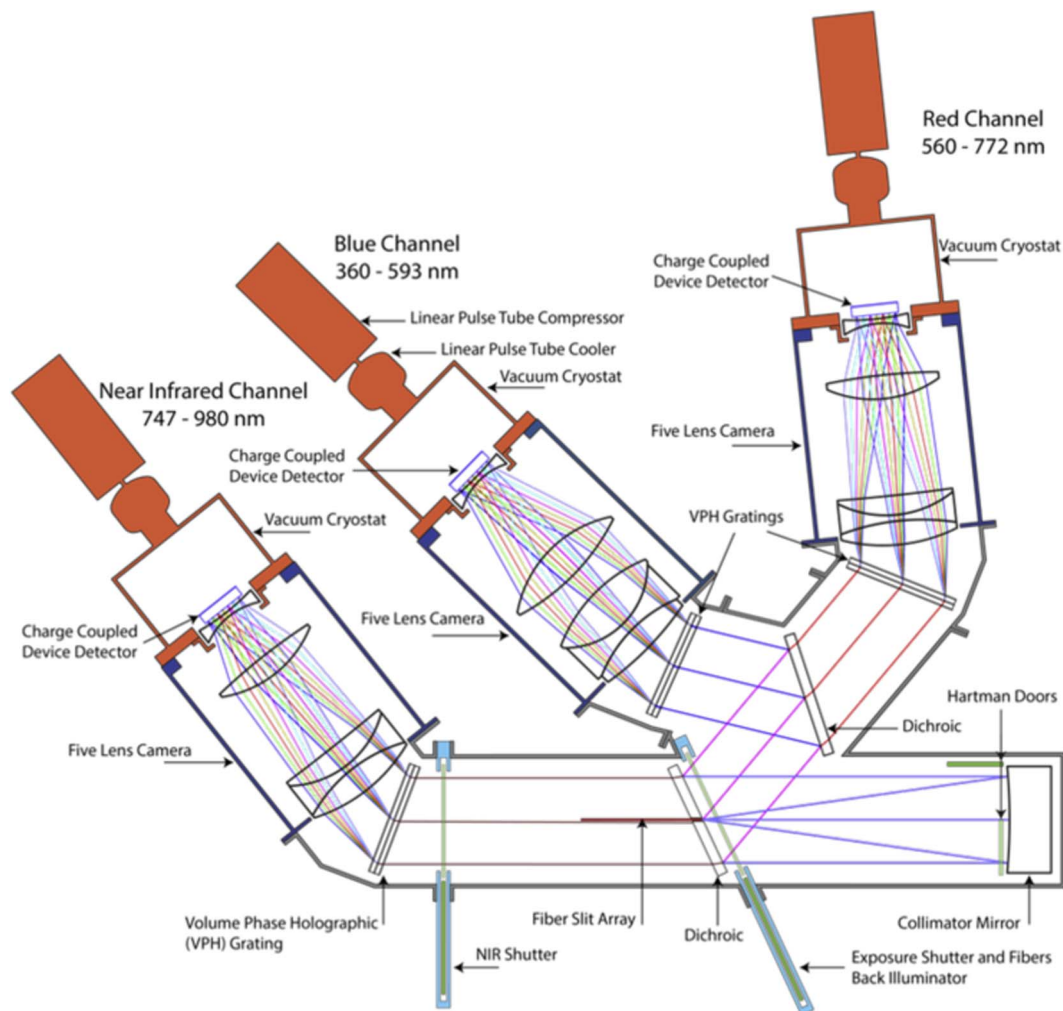 Red Channel
560 - 772 nm
Blue Channel
360 - 593 nm
Charge Coupled
Device Detector
Vacuum Cryostat
Linear Pulse Tube Compressor
Linear Pulse Tube Cooler
Vacuum Cryostat
Near Infrared Channel
747 - 980 nm
Five Lens Camera
Charge Coupled
Device Detector
Vacuum Cryostat
VPH Gratings
Charge Coupled
Device Detector
Five Lens Camera
Hartman Doors
Dichroic
Five Lens Camera
Volume Phase Holographic
(VPH) Grating
NIR Shutter
Fiber Slit Array
Dichroic
Collimator Mirror
Exposure Shutter and Fibers
Back Illuminator